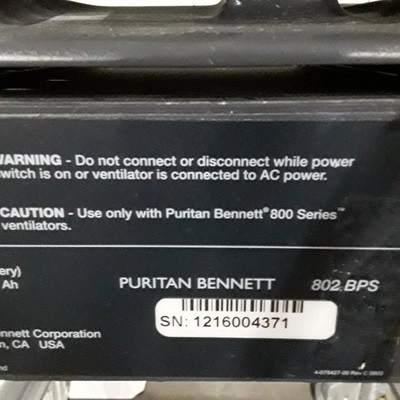 WARNING - Do not connect or disconnect while power
switch is on or ventilator is connected to AC power.
CAUTION - Use only with Puritan Bennett® 800 Series™
ventilators.
ery)
Ah
PURITAN BENNETT 802 BPS
SN: 1216004371
nnett Corporation
n, CA USA